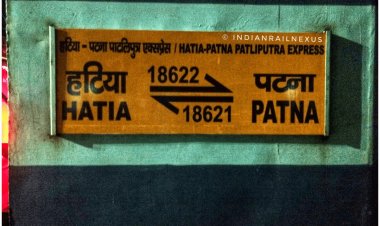 © INDIANRAILNEXUS
हटिया - पटना पाटलिपुत्र एक्सप्रेस / HATIA-PATNA PATLIPUTRA EXPRESS
हटिया 18622 पटना
HATIA 18621 PATNA